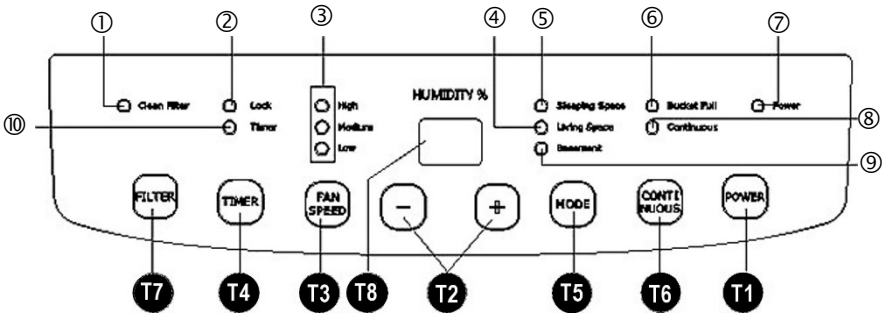 ① ② ③ ④ ⑤ ⑥ ⑦
HUMIDITY %
Clean Filter Lock High Sleeping Space Bucket Full Power
⑩ Timer Medium Living Space Continuous ⑧
Low Basement ⑨
FILTER TIMER FAN SPEED − + MODE CONTI NUOUS POWER
T7 T4 T3 T8 T2 T5 T6 T1